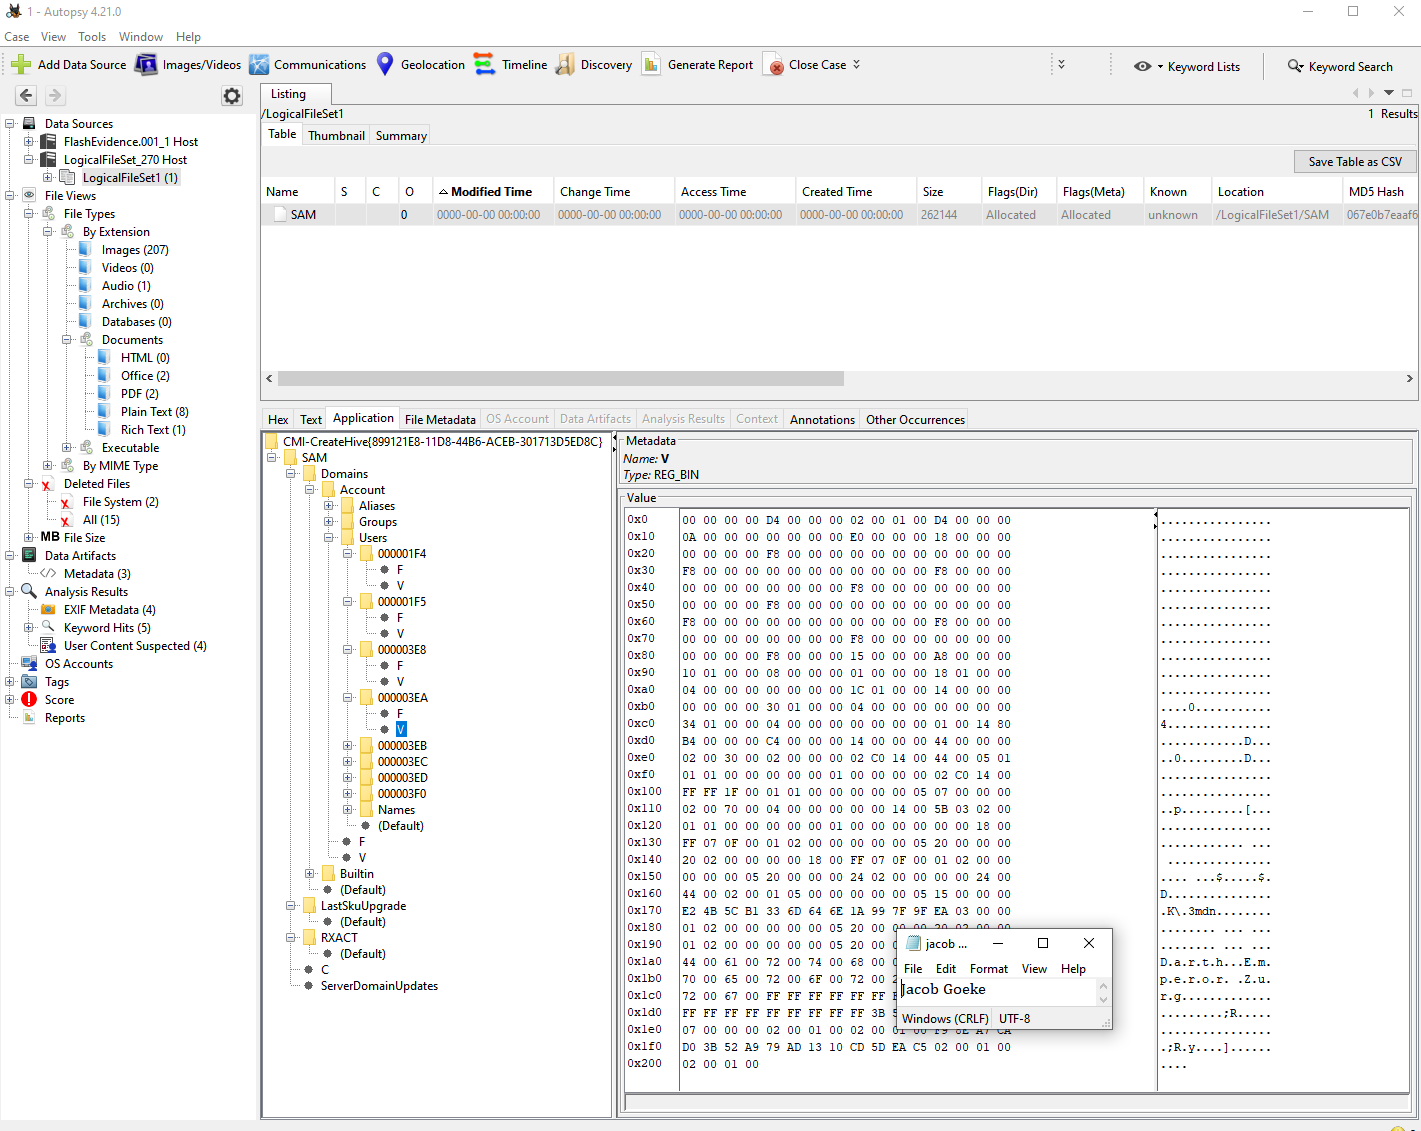 1 - Autopsy 4.21.0
Case View Tools Window Help
Add Data Source Images/Videos Communications Geolocation Timeline Discovery Generate Report Close Case Keyword Lists Keyword Search
Data Sources
FlashEvidence.001_1 Host
LogicalFileSet_270 Host
LogicalFileSet1 (1)
File Views
File Types
By Extension
Images (207)
Videos (0)
Audio (1)
Archives (0)
Databases (0)
Documents
HTML (0)
Office (2)
PDF (2)
Plain Text (8)
Rich Text (1)
Executable
By MIME Type
Deleted Files
File System (2)
All (15)
MB File Size
Data Artifacts
Metadata (3)
Analysis Results
EXIF Metadata (4)
Keyword Hits (5)
User Content Suspected (4)
OS Accounts
Tags
Score
Reports
Listing
/LogicalFileSet1
1 Results
Table Thumbnail Summary
Save Table as CSV
Name S C O Modified Time Change Time Access Time Created Time Size Flags(Dir) Flags(Meta) Known Location MD5 Hash
SAM 0 0000-00-00 00:00:00 0000-00-00 00:00:00 0000-00-00 00:00:00 0000-00-00 00:00:00 262144 Allocated Allocated unknown /LogicalFileSet1/SAM 067e0b7eaaf6
Hex Text Application File Metadata OS Account Data Artifacts Analysis Results Context Annotations Other Occurrences
CMI-CreateHive{899121E8-11D8-44B6-ACEB-301713D5ED8C}
SAM
Domains
Account
Aliases
Groups
Users
000001F4
F
V
000001F5
F
V
000003E8
F
V
000003EA
F
V
000003EB
000003EC
000003ED
000003F0
Names
(Default)
F
V
Builtin
(Default)
LastSkuUpgrade
(Default)
RXACT
(Default)
C
ServerDomainUpdates
Metadata
Name: V
Type: REG_BIN
Value
0x0 00 00 00 00 D4 00 00 00 02 00 01 00 D4 00 00 00 ................
0x10 0A 00 00 00 00 00 00 00 E0 00 00 00 18 00 00 00 ................
0x20 00 00 00 00 F8 00 00 00 00 00 00 00 00 00 00 00 ................
0x30 F8 00 00 00 00 00 00 00 00 00 00 00 F8 00 00 00 ................
0x40 00 00 00 00 00 00 00 00 F8 00 00 00 00 00 00 00 ................
0x50 00 00 00 00 F8 00 00 00 00 00 00 00 00 00 00 00 ................
0x60 F8 00 00 00 00 00 00 00 00 00 00 00 F8 00 00 00 ................
0x70 00 00 00 00 00 00 00 00 F8 00 00 00 00 00 00 00 ................
0x80 00 00 00 00 F8 00 00 00 15 00 00 00 A8 00 00 00 ................
0x90 10 01 00 00 08 00 00 00 01 00 00 00 18 01 00 00 ................
0xa0 04 00 00 00 00 00 00 00 1C 01 00 00 14 00 00 00 ................
0xb0 00 00 00 00 30 01 00 00 04 00 00 00 00 00 00 00 ....0...........
0xc0 34 01 00 00 04 00 00 00 00 00 00 00 01 00 14 80 4...............
0xd0 B4 00 00 00 C4 00 00 00 14 00 00 00 44 00 00 00 ............D...
0xe0 02 00 30 00 02 00 00 00 02 C0 14 00 44 00 05 01 ..0.........D...
0xf0 01 01 00 00 00 00 00 01 00 00 00 00 02 C0 14 00 ................
0x100 FF FF 1F 00 01 01 00 00 00 00 00 05 07 00 00 00 ................
0x110 02 00 70 00 04 00 00 00 00 00 14 00 5B 03 02 00 ..p.........[...
0x120 01 01 00 00 00 00 00 01 00 00 00 00 00 00 18 00 ................
0x130 FF 07 0F 00 01 02 00 00 00 00 00 05 20 00 00 00 ............ ...
0x140 20 02 00 00 00 00 18 00 FF 07 0F 00 01 02 00 00  ...............
0x150 00 00 00 05 20 00 00 00 24 02 00 00 00 00 24 00 .... ...$.....$.
0x160 44 00 02 00 01 05 00 00 00 00 00 05 15 00 00 00 D...............
0x170 E2 4B 5C B1 33 6D 64 6E 1A 99 7F 9F EA 03 00 00 .K\.3mdn........
0x180 01 02 00 00 00 00 00 05 20 00 ........ ... ...
0x190 01 02 00 00 00 00 00 05 20 00 ........ ... ...
0x1a0 44 00 61 00 72 00 74 00 68 00 D.a.r.t.h...E.m.
0x1b0 70 00 65 00 72 00 6F 00 72 00 p.e.r.o.r. .Z.u.
0x1c0 72 00 67 00 FF FF FF FF FF FF r.g.............
0x1d0 FF FF FF FF FF FF FF FF 3B .........;R.....
0x1e0 07 00 00 00 02 00 01 00 02 00 ................
0x1f0 D0 3B 52 A9 79 AD 13 10 CD 5D EA C5 02 00 01 00 .;R.y....]......
0x200 02 00 01 00 ....
jacob ...
File Edit Format View Help
Jacob Goeke
Windows (CRLF) UTF-8